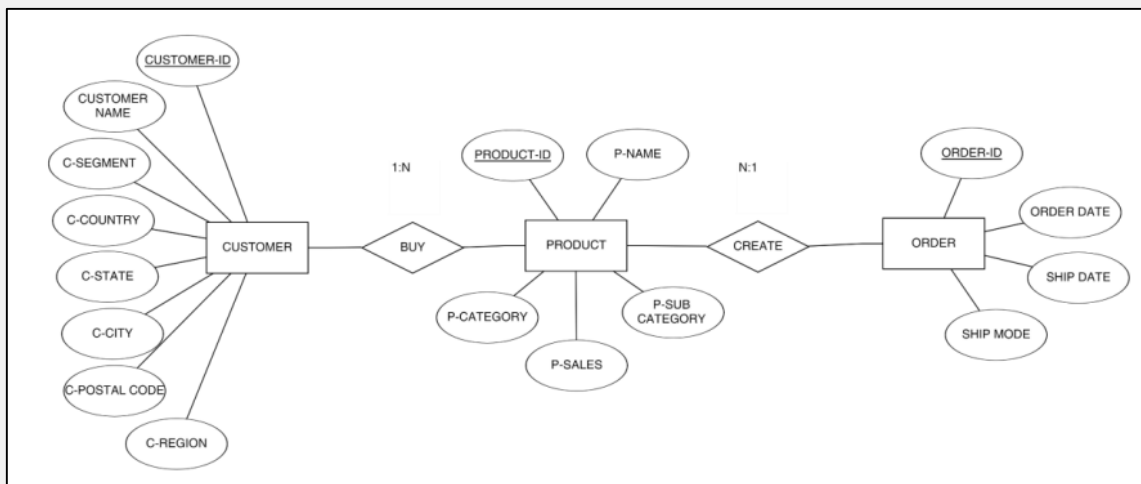 CUSTOMER-ID
CUSTOMER
NAME
C-SEGMENT
C-COUNTRY
C-STATE
C-CITY
C-POSTAL CODE
C-REGION
CUSTOMER
1:N
BUY
PRODUCT-ID
P-NAME
PRODUCT
P-CATEGORY
P-SALES
P-SUB
CATEGORY
N:1
CREATE
ORDER-ID
ORDER
ORDER DATE
SHIP DATE
SHIP MODE